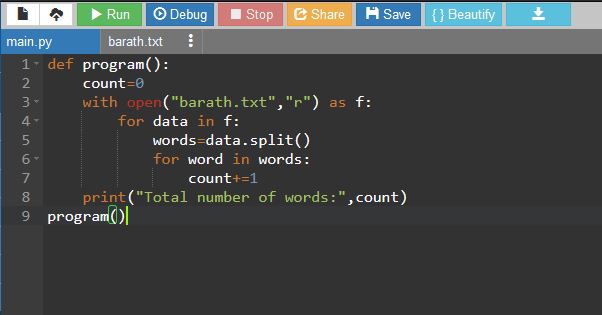 Run Debug Stop Share Save { } Beautify
main.py barath.txt
1 def program():
2     count=0
3     with open("barath.txt","r") as f:
4         for data in f:
5             words=data.split()
6             for word in words:
7                 count+=1
8     print("Total number of words:",count)
9 program()